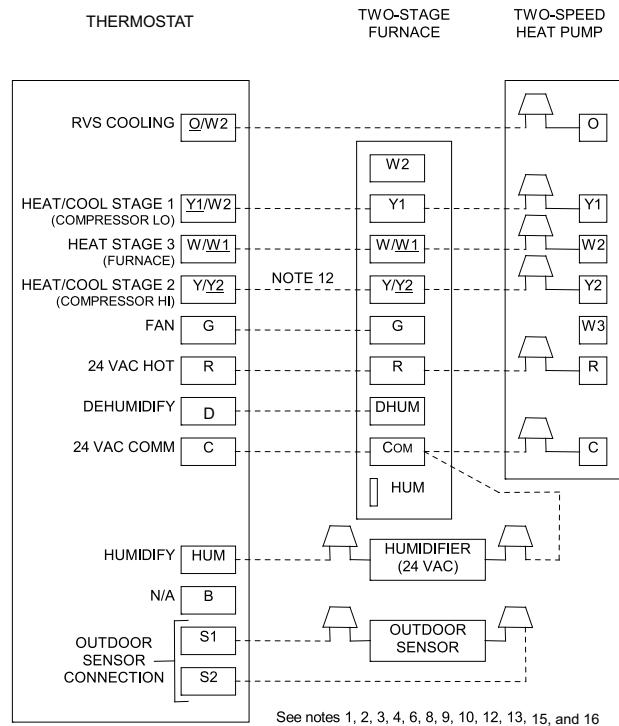 THERMOSTAT
TWO-STAGE
FURNACE
TWO-SPEED
HEAT PUMP
RVS COOLING O/W2 O
W2
HEAT/COOL STAGE 1 Y1/W2 Y1 Y1
(COMPRESSOR LO)
HEAT STAGE 3 W/W1 W/W1 W2
(FURNACE)
HEAT/COOL STAGE 2 Y/Y2 NOTE 12 Y/Y2 Y2
(COMPRESSOR HI)
FAN G G W3
24 VAC HOT R R R
DEHUMIDIFY D DHUM
24 VAC COMM C COM C
HUM
HUMIDIFY HUM HUMIDIFIER
(24 VAC)
N/A B
S1 OUTDOOR
SENSOR
OUTDOOR
SENSOR
CONNECTION
S2
See notes 1, 2, 3, 4, 6, 8, 9, 10, 12, 13, 15, and 16